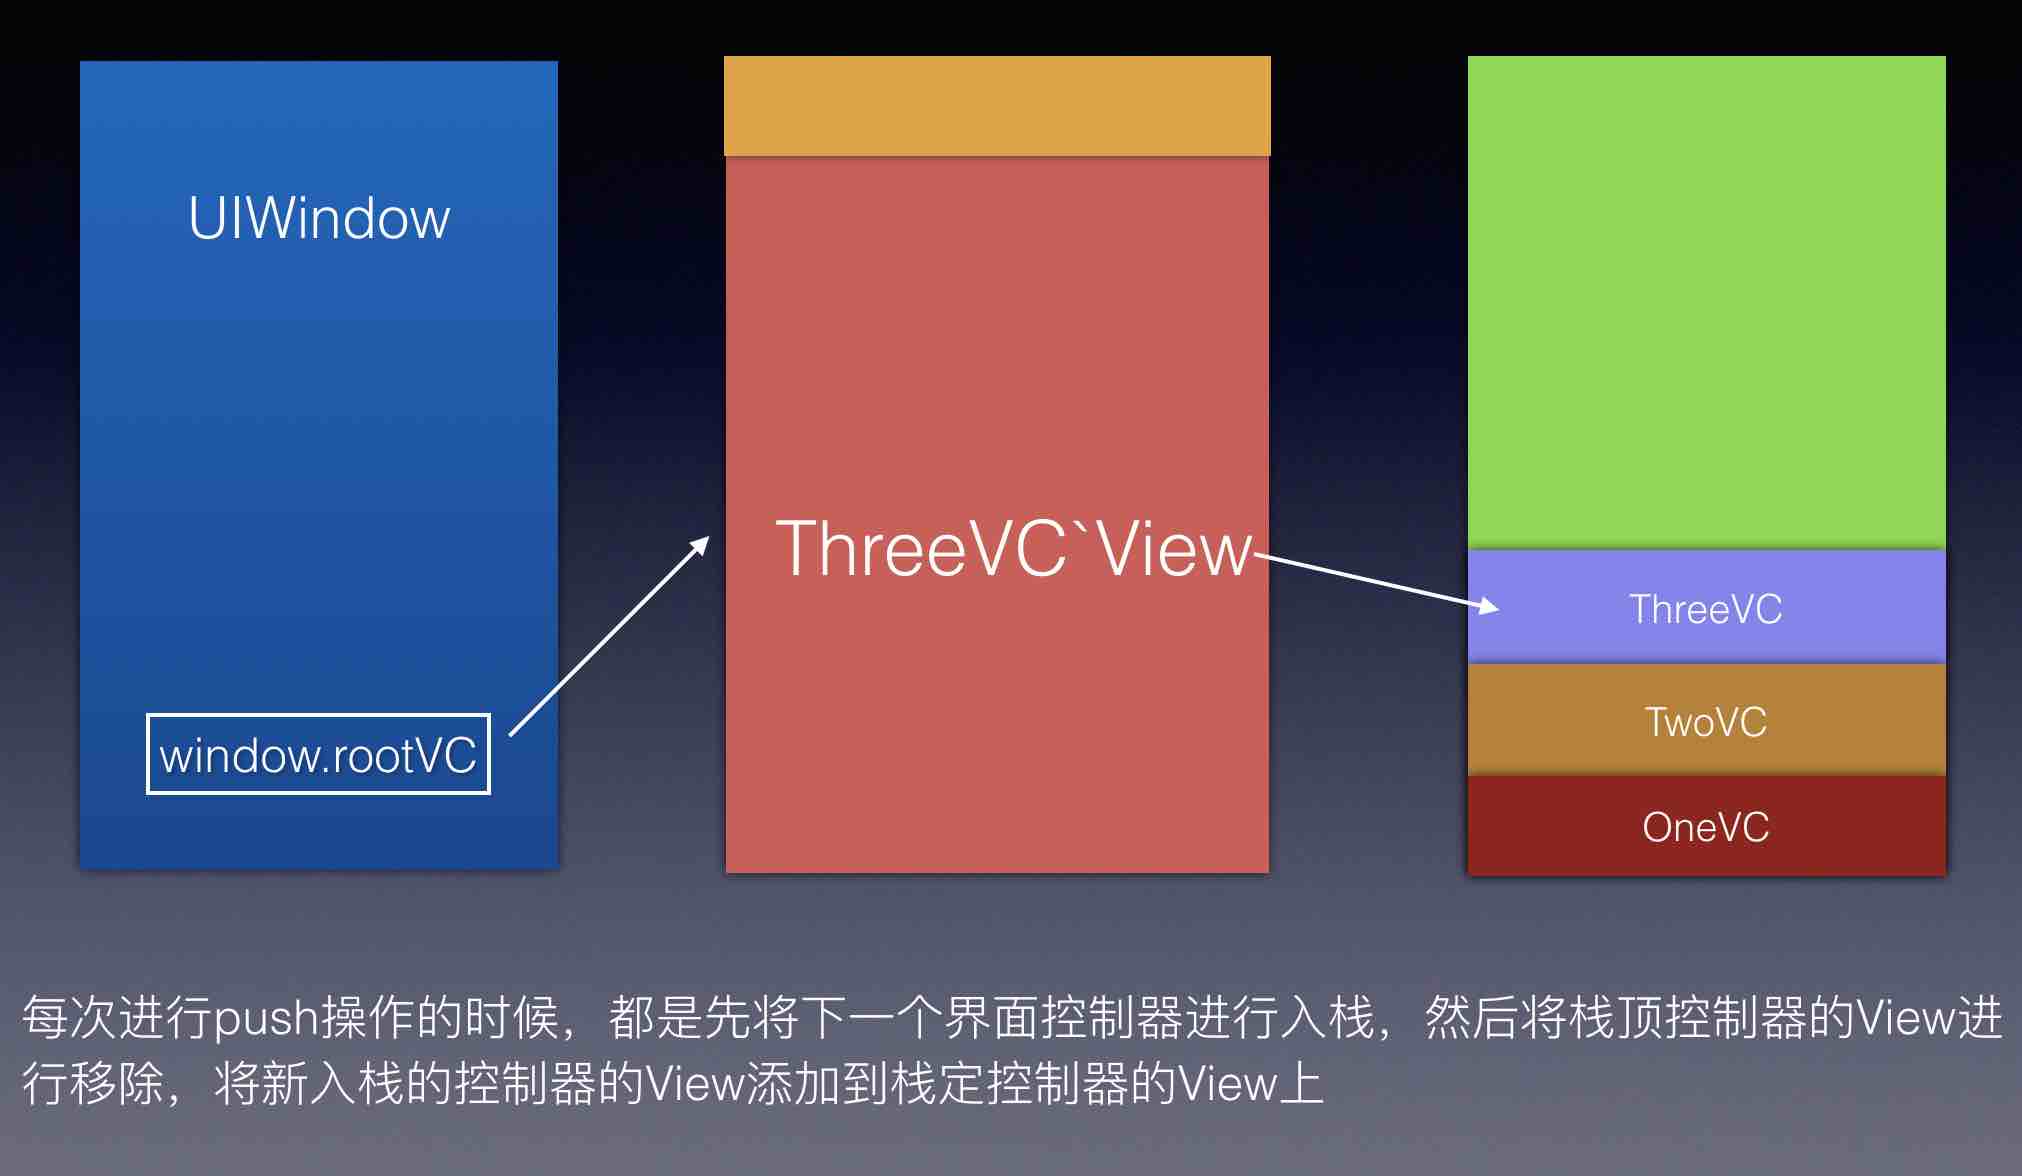 UIWindow
window.rootVC
ThreeVC`View
ThreeVC
TwoVC
OneVC
每次进行push操作的时候，都是先将下一个界面控制器进行入栈，然后将栈顶控制器的View进
行移除，将新入栈的控制器的View添加到栈定控制器的View上